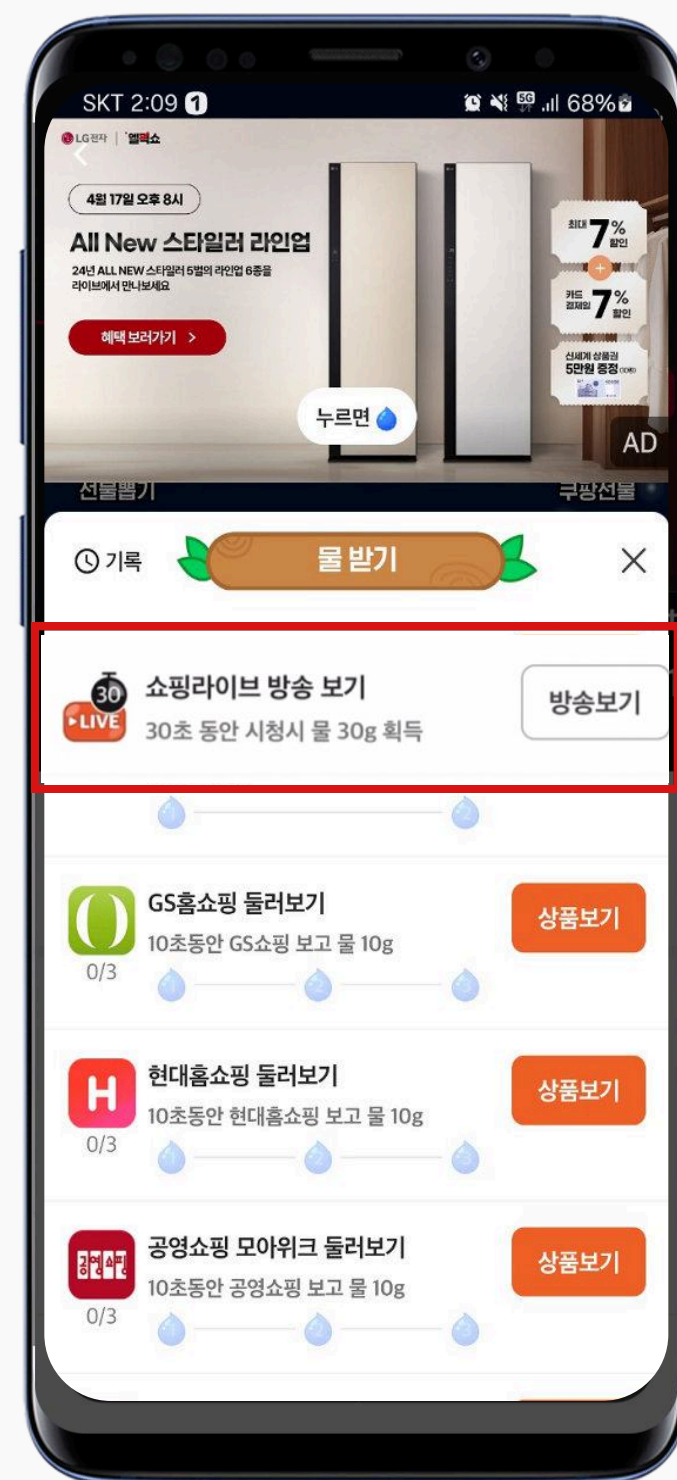 SKT 2:09 1
5G 68%
LG전자 | 엘락쇼
4월 17일 오후 8시
All New 스타일러 라인업
24년 ALL NEW 스타일러 5벌의 라인업 6종을
라이브에서 만나보세요
혜택 보러가기 >
최대 7% 할인
+
카드 결제일 7% 할인
신세계 상품권
5만원 증정 (10명)
누르면
AD
선물뽑기
쿠팡선물
기록
물 받기
30
LIVE
쇼핑라이브 방송 보기
30초 동안 시청시 물 30g 획득
방송보기
1 2
GS홈쇼핑 둘러보기
10초동안 GS쇼핑 보고 물 10g
상품보기
0/3
1 2 3
H
현대홈쇼핑 둘러보기
10초동안 현대홈쇼핑 보고 물 10g
상품보기
0/3
1 2 3
공영쇼핑
공영쇼핑 모아위크 둘러보기
10초동안 공영쇼핑 보고 물 10g
상품보기
0/3
1 2 3